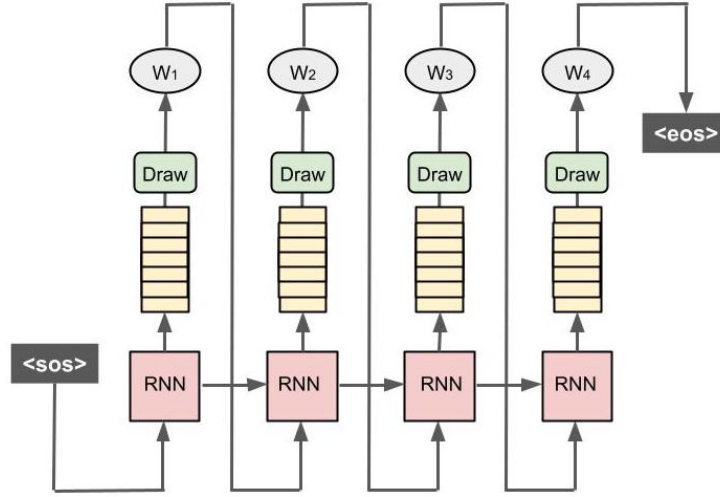 W₁ W₂ W₃ W₄
<eos>
Draw Draw Draw Draw
<sos>
RNN RNN RNN RNN